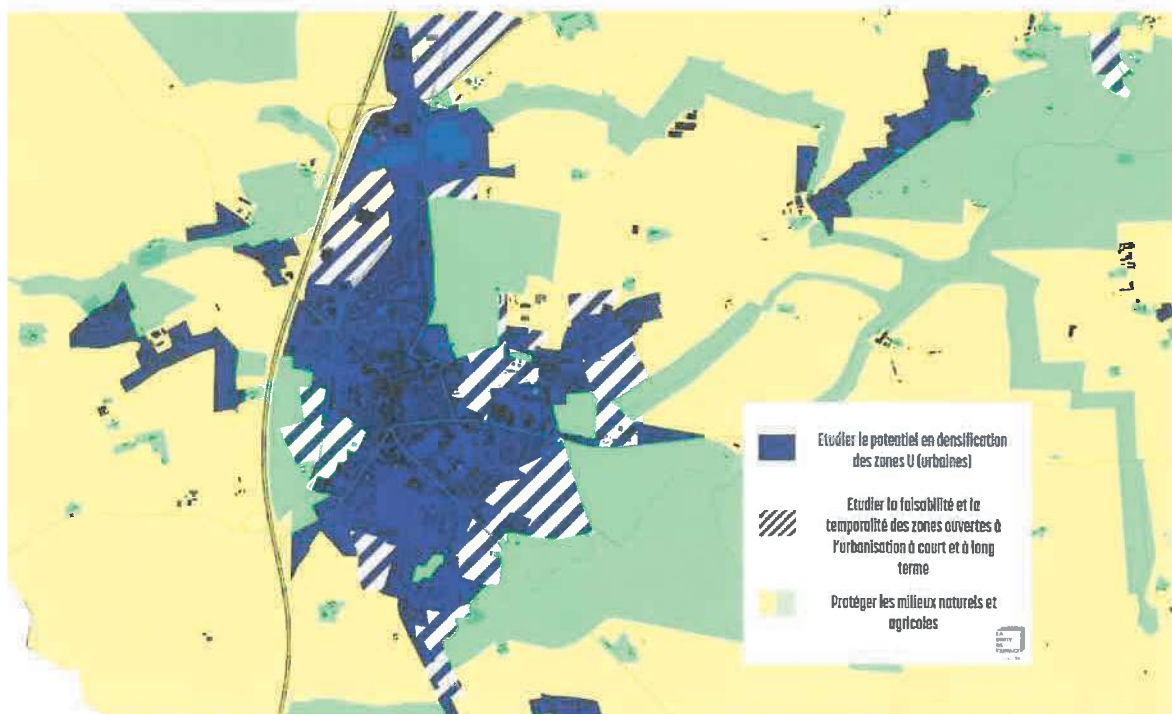 Etudier le potentiel en densification
des zones U (urbaines)
Etudier la faisabilité et la
temporalité des zones ouvertes à
l'urbanisation à court et à long
terme
Protéger les milieux naturels et
agricoles